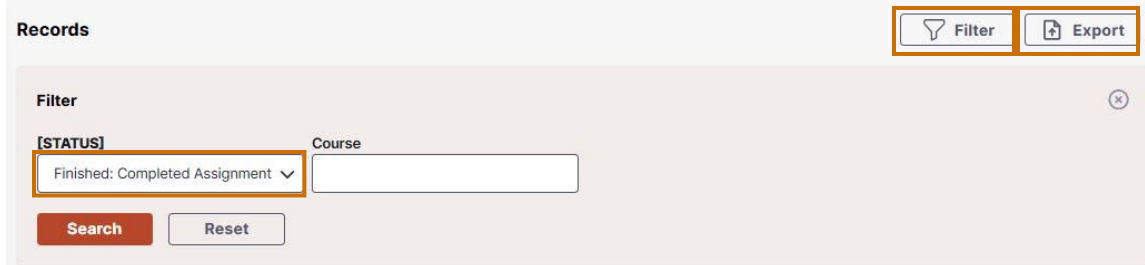 Records
Filter
Export
Filter
[STATUS]
Course
Finished: Completed Assignment
Search
Reset